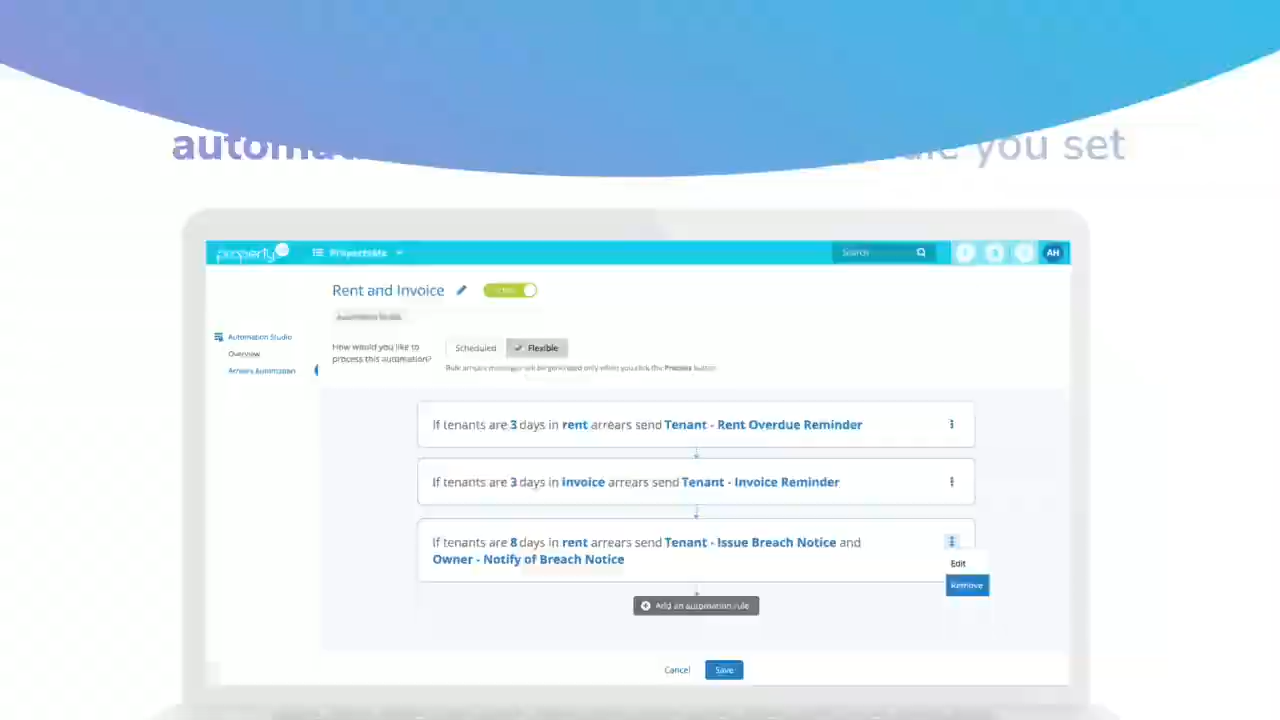 you set
property
PropertyMe
Search
AH
Rent and Invoice
Automation Studio
Automation Studio
Overview
Arrears Automation
How would you like to
process this automation?
Scheduled
Flexible
Bulk arrears messages will be generated only when you click the Process button
If tenants are 3 days in rent arrears send Tenant - Rent Overdue Reminder
If tenants are 3 days in invoice arrears send Tenant - Invoice Reminder
If tenants are 8 days in rent arrears send Tenant - Issue Breach Notice and
Owner - Notify of Breach Notice
Edit
Remove
Add an automation rule
Cancel
Save